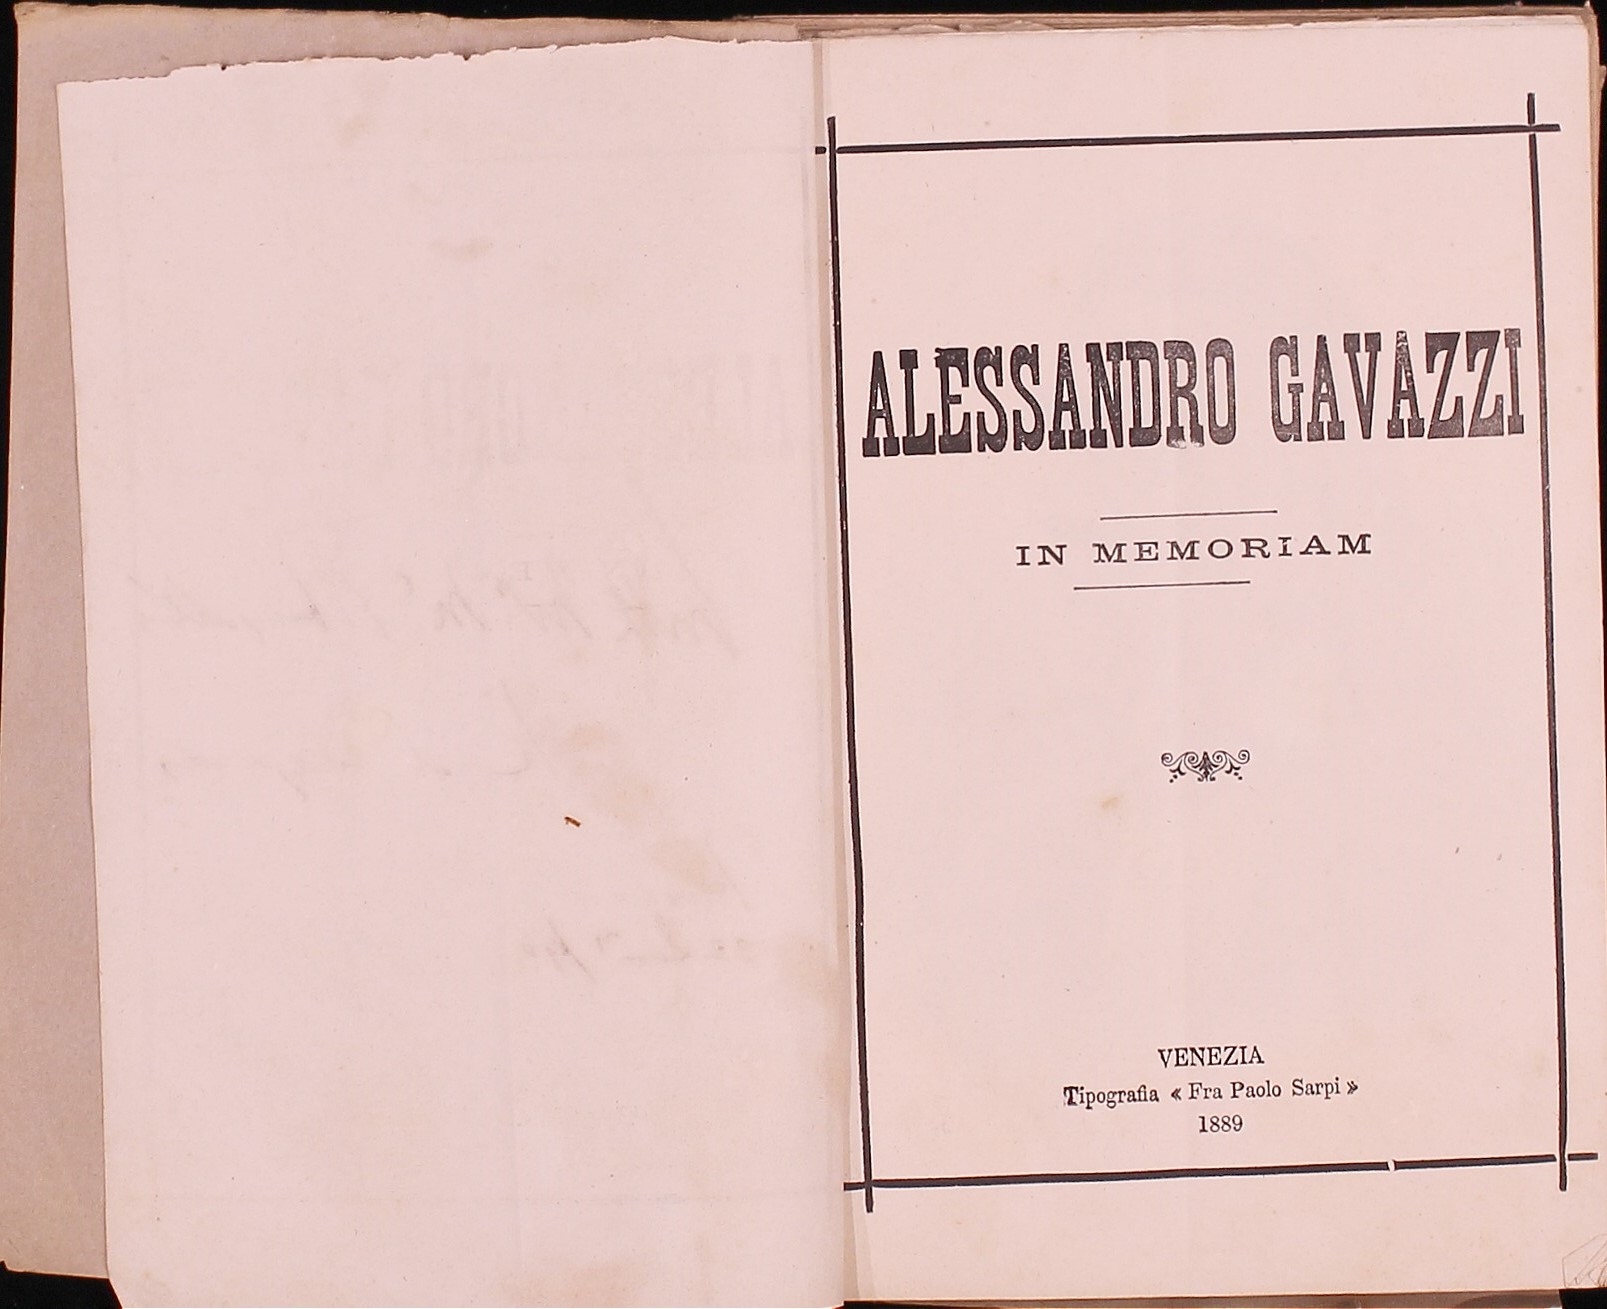 ALESSANDRO GAVAZZI
IN MEMORIAM
VENEZIA
Tipografia « Fra Paolo Sarpi »
1889